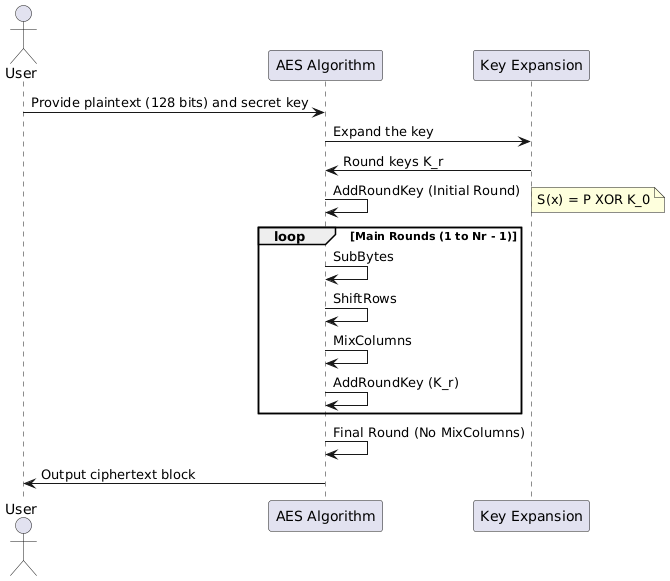 User
AES Algorithm
Key Expansion
Provide plaintext (128 bits) and secret key
Expand the key
Round keys K_r
AddRoundKey (Initial Round)
S(x) = P XOR K_0
loop
[Main Rounds (1 to Nr - 1)]
SubBytes
ShiftRows
MixColumns
AddRoundKey (K_r)
Final Round (No MixColumns)
Output ciphertext block
User
AES Algorithm
Key Expansion